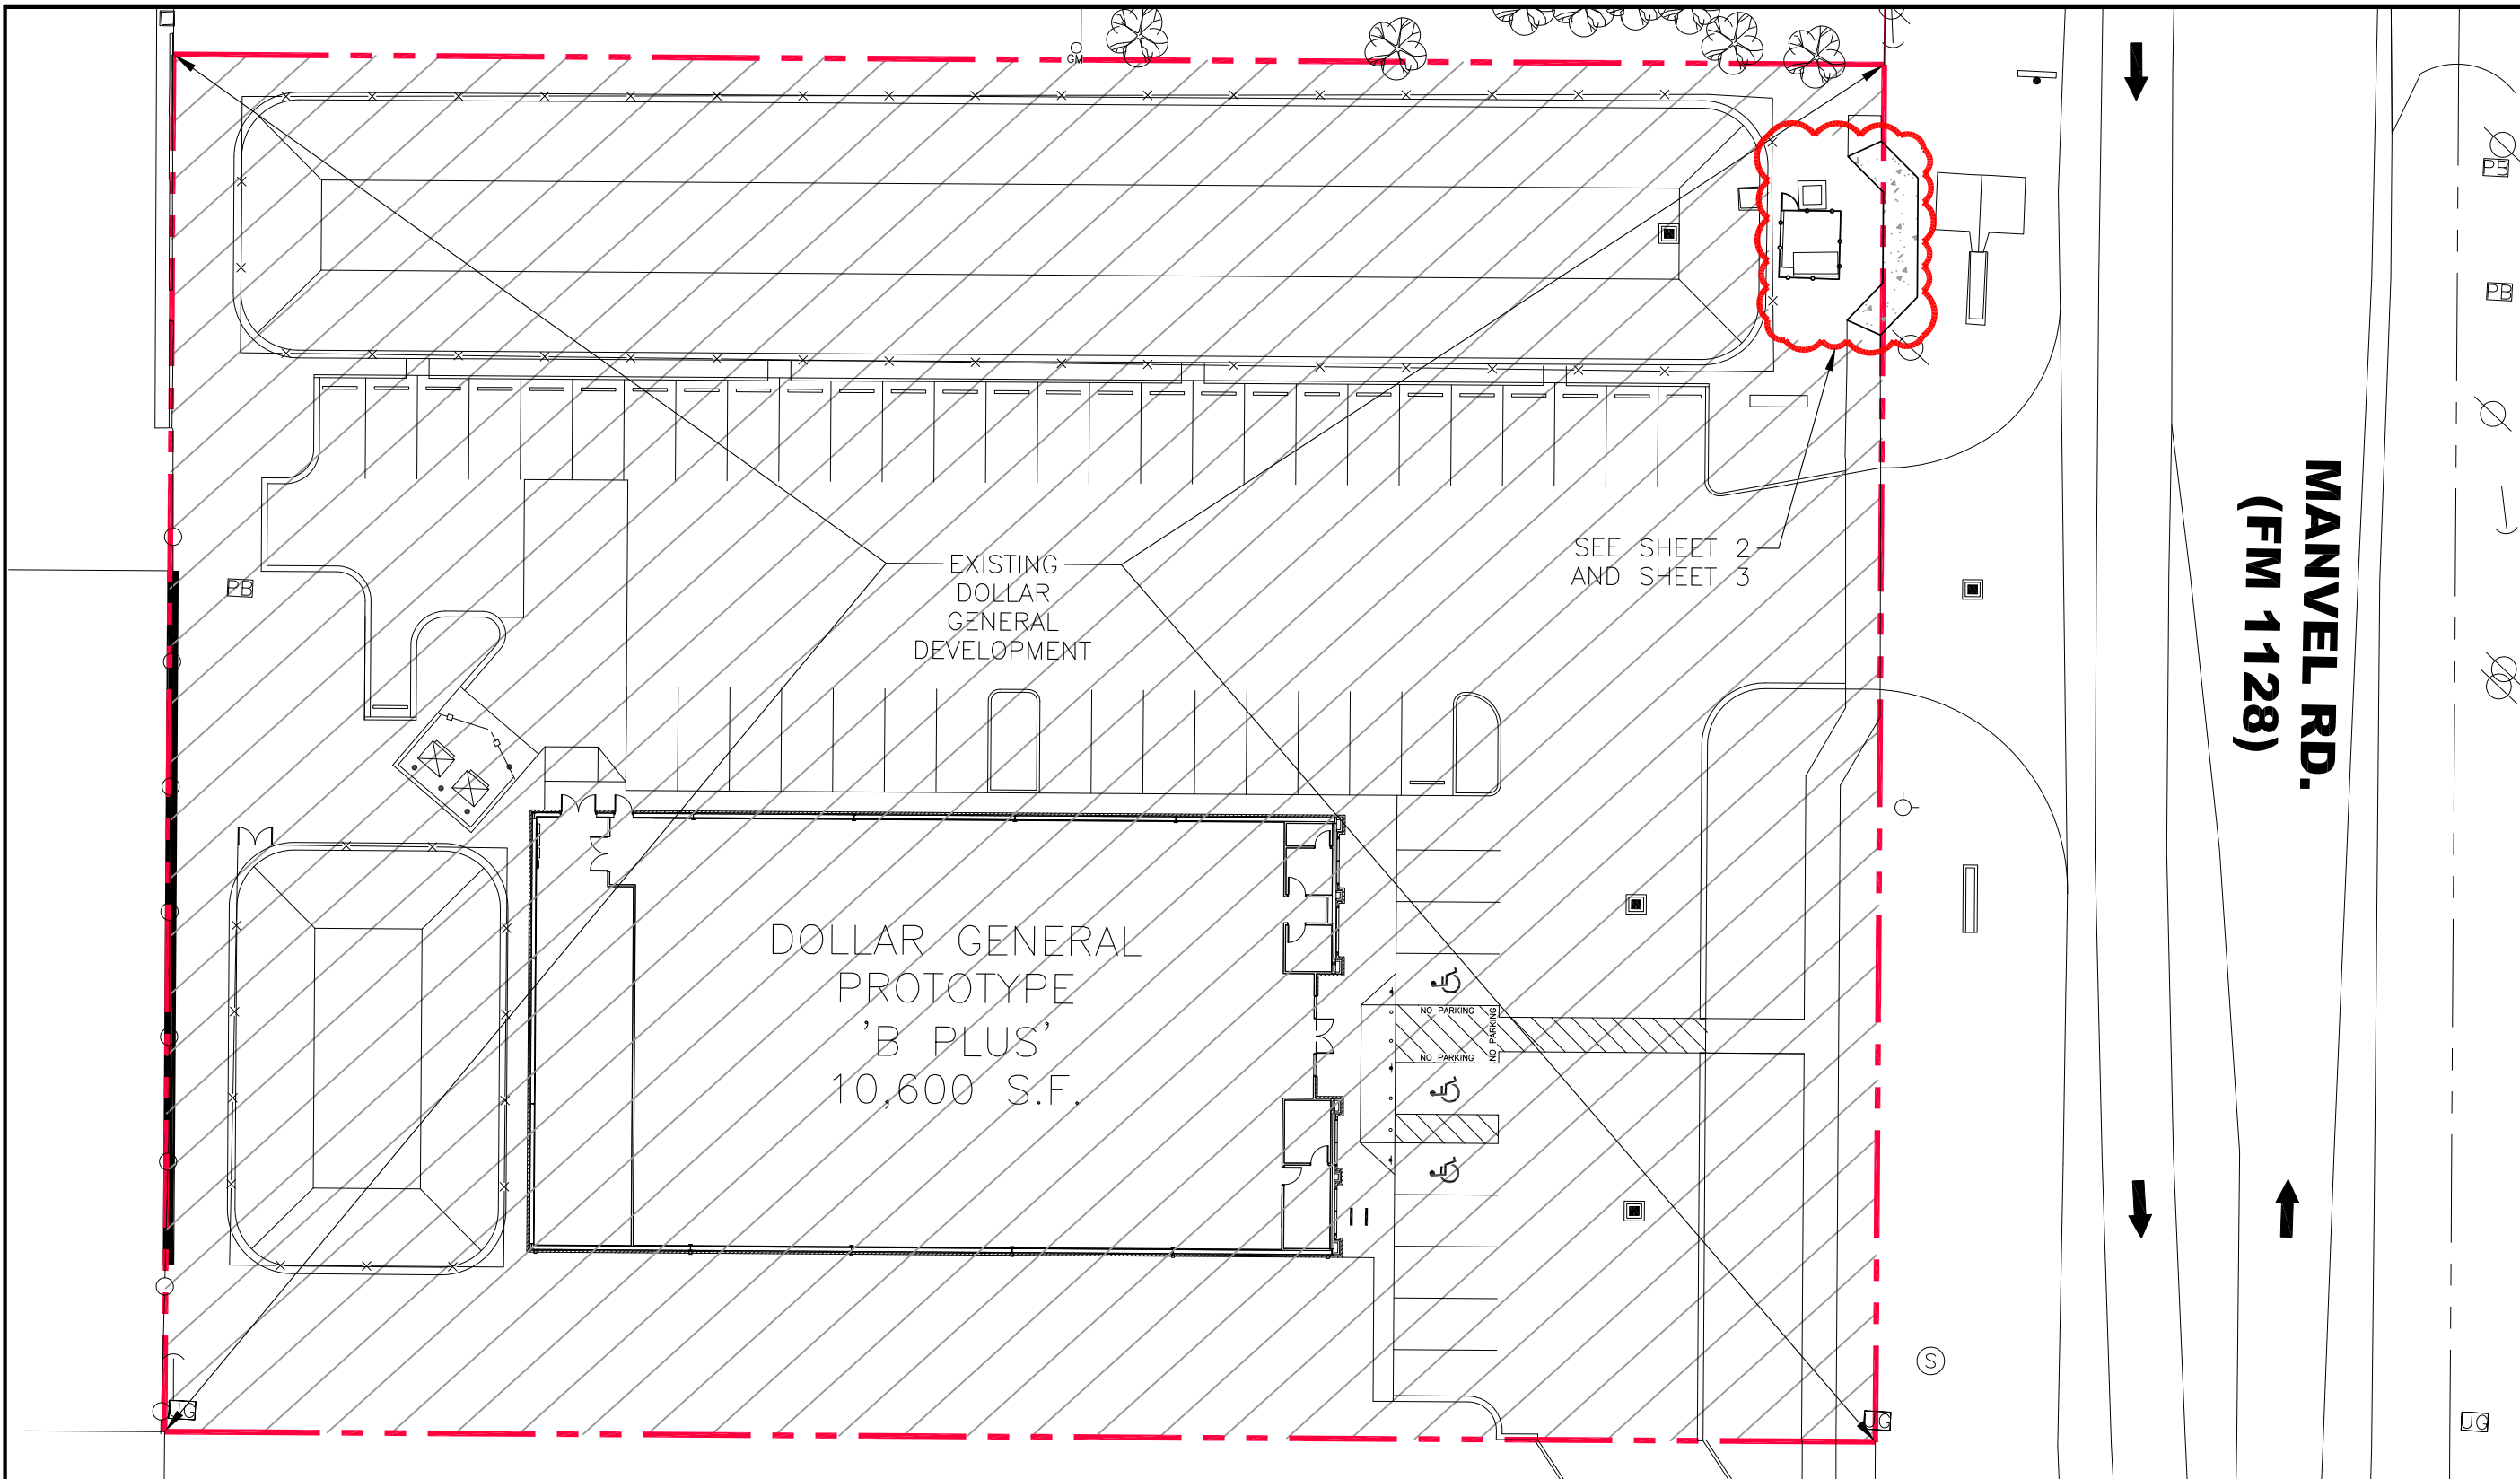 GM
PB
PB
MANVEL RD.
(FM 1128)
SEE SHEET 2
AND SHEET 3
EXISTING
DOLLAR
GENERAL
DEVELOPMENT
PB
DOLLAR GENERAL
PROTOTYPE
'B PLUS'
10,600 S.F.
NO PARKING
NO PARKING
NO PARKING
S
UG
UG
UG